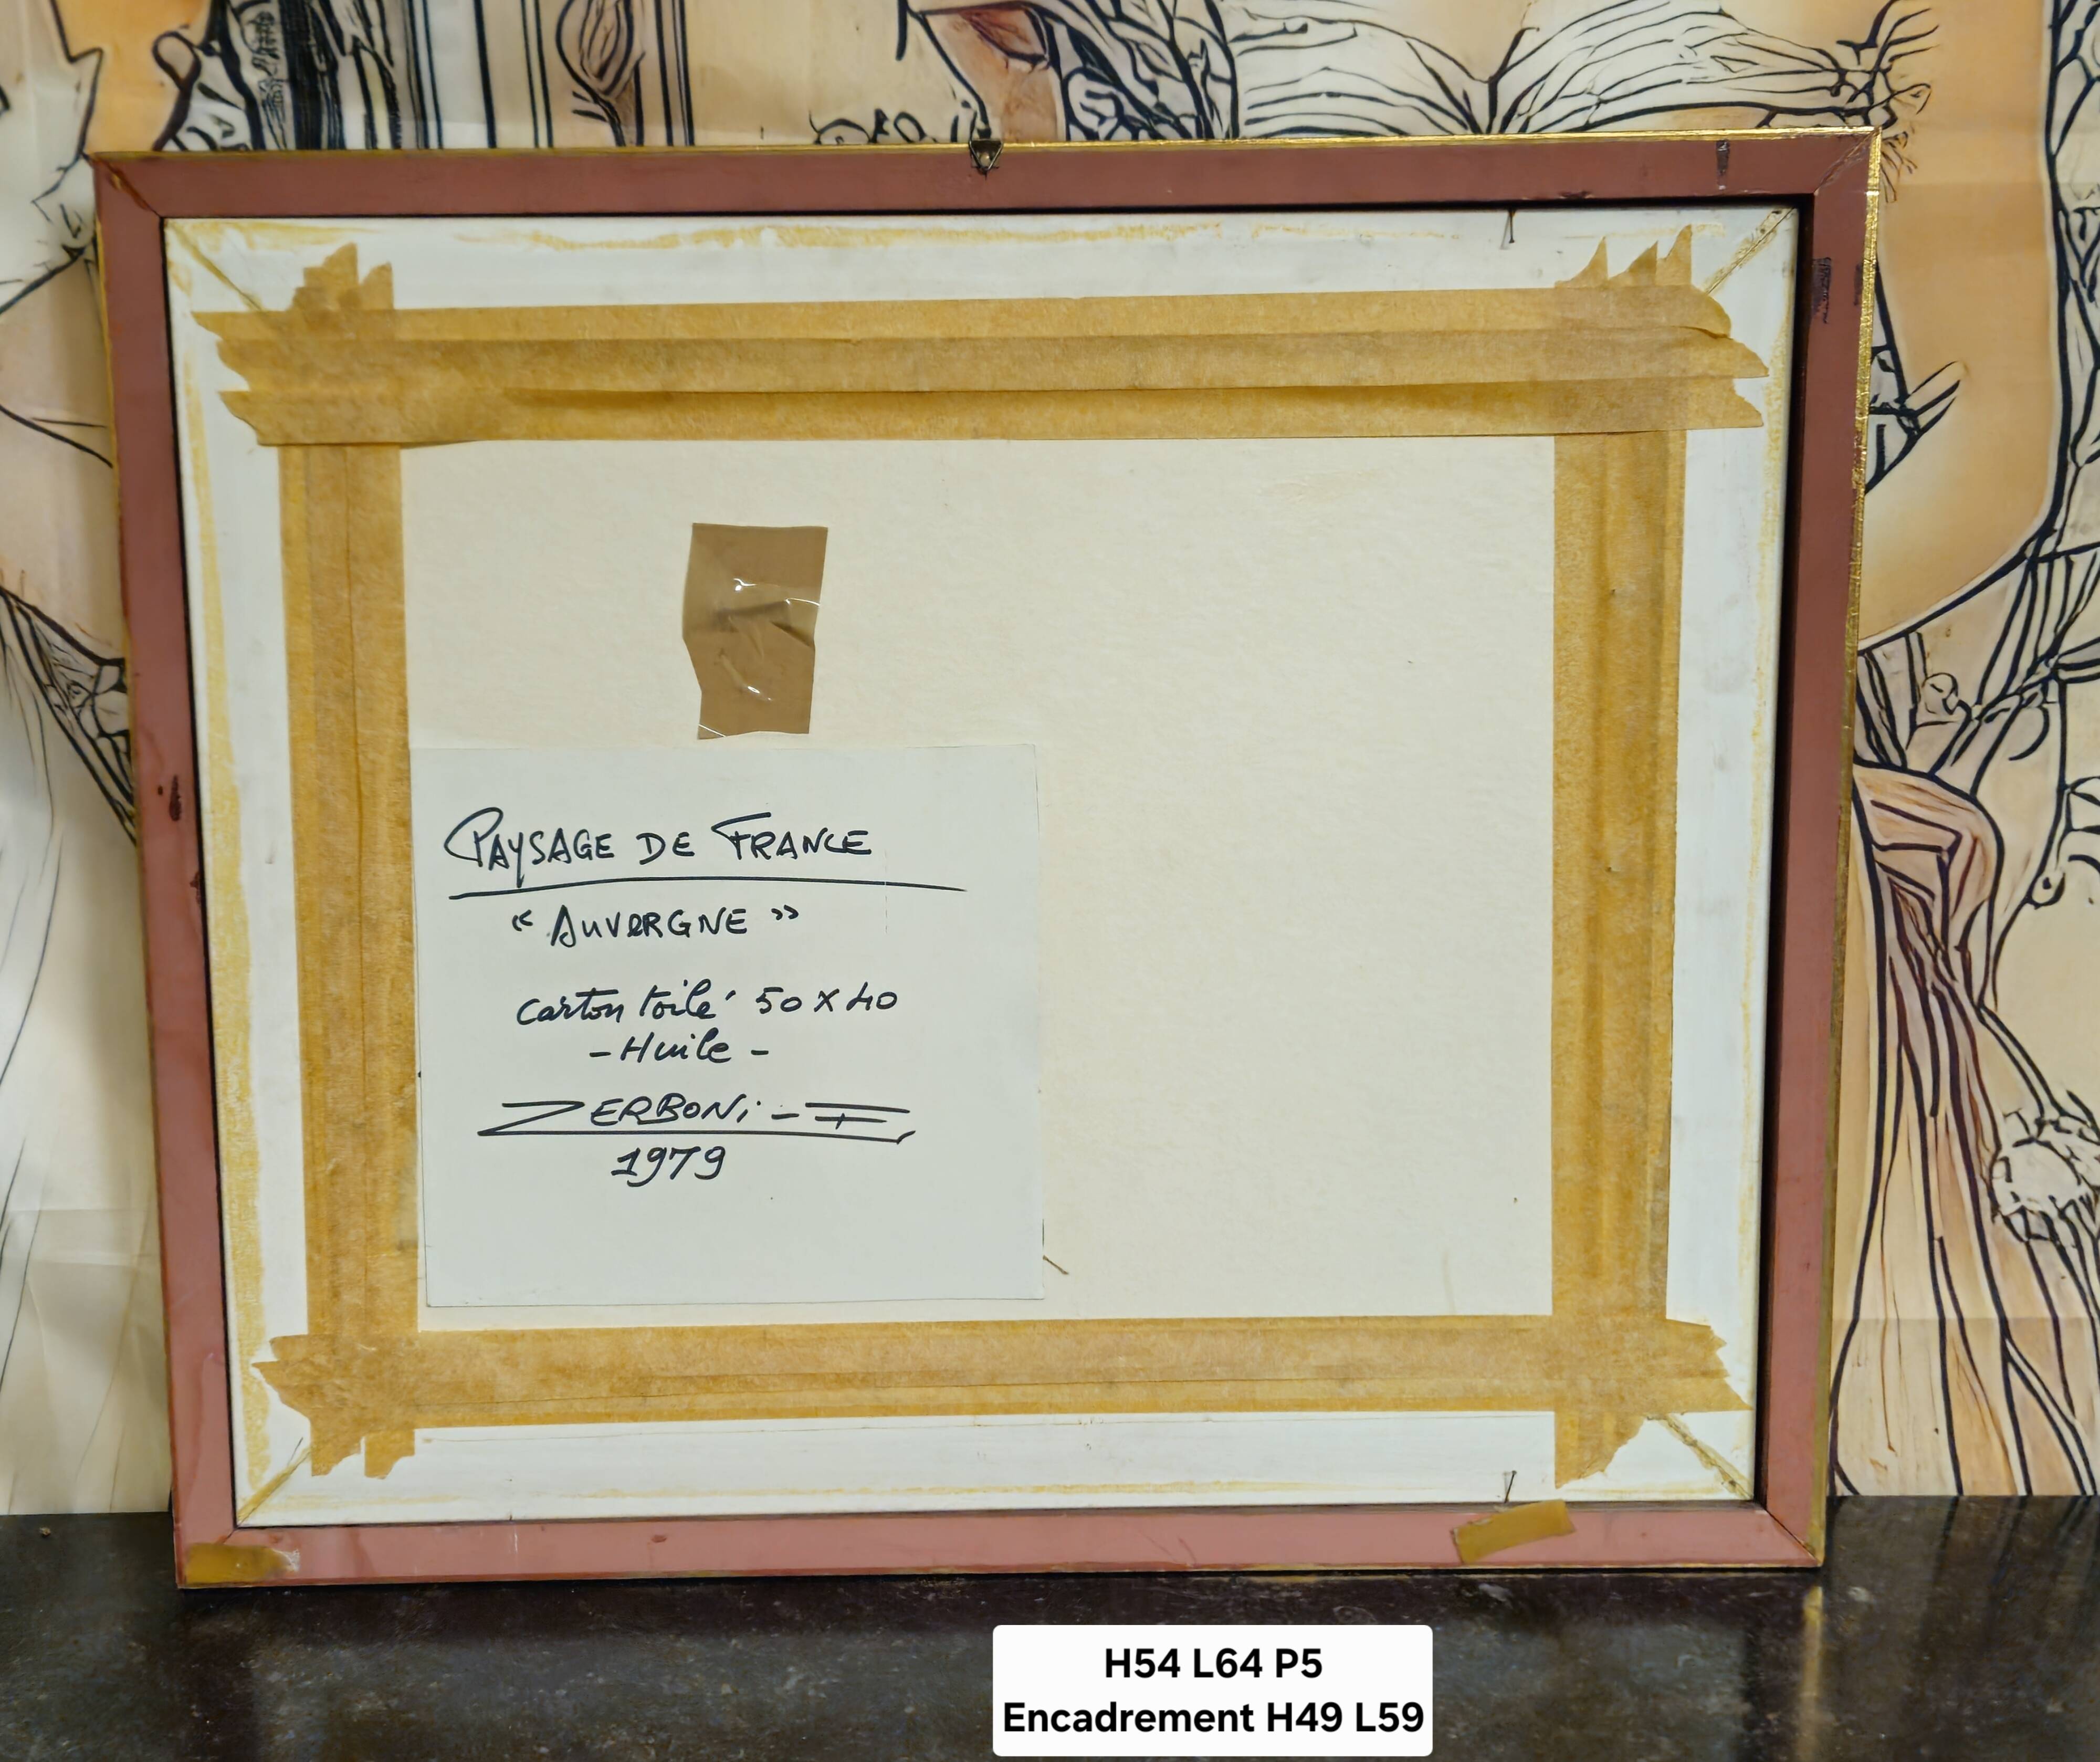 PAYSAGE DE FRANCE
« AUVERGNE »
carton toilé 50 X 40
- Huile -
ZERBONi - F
1979
H54 L64 P5
Encadrement H49 L59